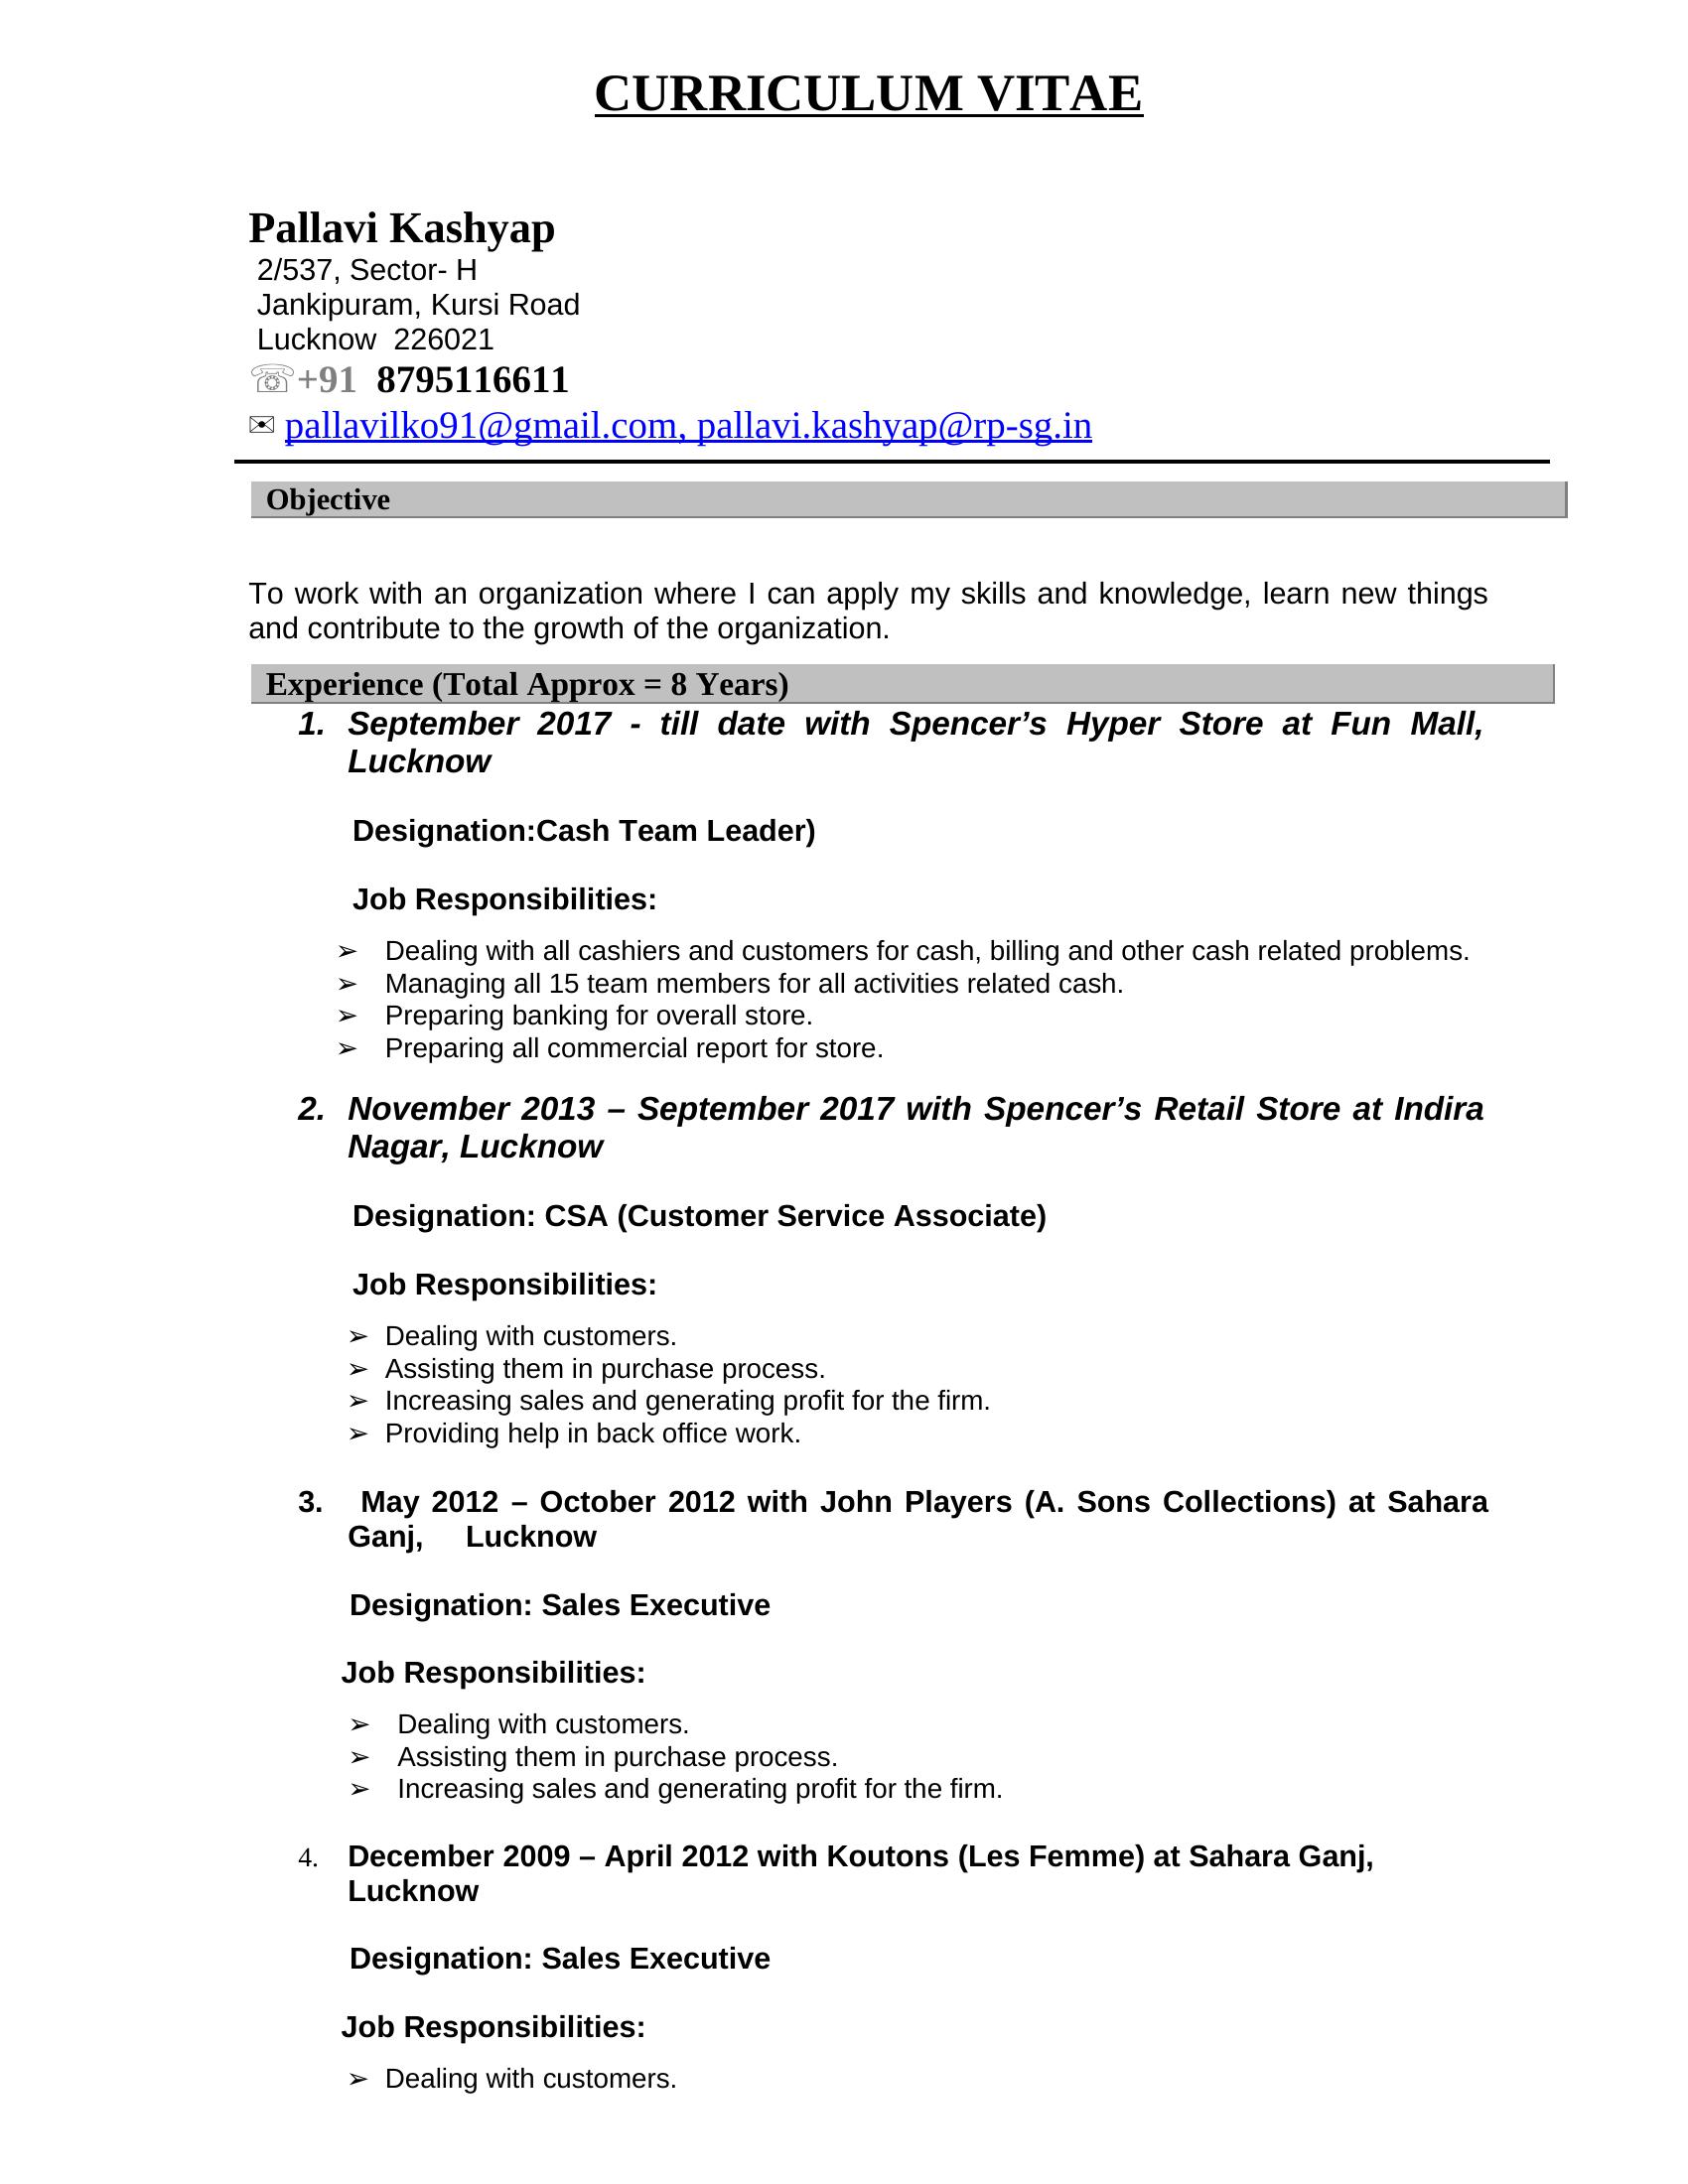 CURRICULUM VITAE
Pallavi Kashyap
2/537, Sector- H
Jankipuram, Kursi Road
Lucknow 226021
☏+91 8795116611
✉ pallavilko91@gmail.com, pallavi.kashyap@rp-sg.in
Objective
To work with an organization where I can apply my skills and knowledge, learn new things
and contribute to the growth of the organization.
Experience (Total Approx = 8 Years)
1. September 2017 - till date with Spencer’s Hyper Store at Fun Mall,
Lucknow
Designation:Cash Team Leader)
Job Responsibilities:
➢ Dealing with all cashiers and customers for cash, billing and other cash related problems.
➢ Managing all 15 team members for all activities related cash.
➢ Preparing banking for overall store.
➢ Preparing all commercial report for store.
2. November 2013 – September 2017 with Spencer’s Retail Store at Indira
Nagar, Lucknow
Designation: CSA (Customer Service Associate)
Job Responsibilities:
➢ Dealing with customers.
➢ Assisting them in purchase process.
➢ Increasing sales and generating profit for the firm.
➢ Providing help in back office work.
3. May 2012 – October 2012 with John Players (A. Sons Collections) at Sahara
Ganj, Lucknow
Designation: Sales Executive
Job Responsibilities:
➢ Dealing with customers.
➢ Assisting them in purchase process.
➢ Increasing sales and generating profit for the firm.
4. December 2009 – April 2012 with Koutons (Les Femme) at Sahara Ganj,
Lucknow
Designation: Sales Executive
Job Responsibilities:
➢ Dealing with customers.